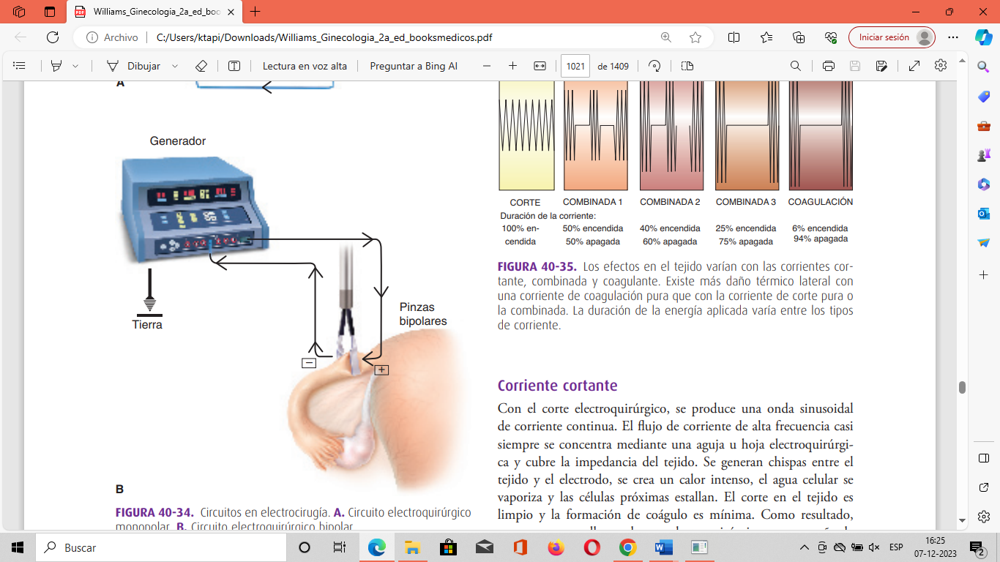 Williams_Ginecologia_2a_ed_boo
Archivo
C:/Users/ktapi/Downloads/Williams_Ginecologia_2a_ed_booksmedicos.pdf
Iniciar sesión
Dibujar
Lectura en voz alta
Preguntar a Bing AI
1021
de 1409
A
Generador
Tierra
Pinzas
bipolares
−
+
B
FIGURA 40-34. Circuitos en electrocirugía. A. Circuito electroquirúrgico
monopolar. B. Circuito electroquirúrgico bipolar.
CORTE
COMBINADA 1
COMBINADA 2
COMBINADA 3
COAGULACIÓN
Duración de la corriente:
100% en-
cendida
50% encendida
50% apagada
40% encendida
60% apagada
25% encendida
75% apagada
6% encendida
94% apagada
FIGURA 40-35. Los efectos en el tejido varían con las corrientes cor-
tante, combinada y coagulante. Existe más daño térmico lateral con
una corriente de coagulación pura que con la corriente de corte pura o
la combinada. La duración de la energía aplicada varía entre los tipos
de corriente.
Corriente cortante
Con el corte electroquirúrgico, se produce una onda sinusoidal
de corriente continua. El flujo de corriente de alta frecuencia casi
siempre se concentra mediante una aguja u hoja electroquirúrgi-
ca y cubre la impedancia del tejido. Se generan chispas entre el
tejido y el electrodo, se crea un calor intenso, el agua celular se
vaporiza y las células próximas estallan. El corte en el tejido es
limpio y la formación de coágulo es mínima. Como resultado,
Buscar
ESP
16:25
07-12-2023
2